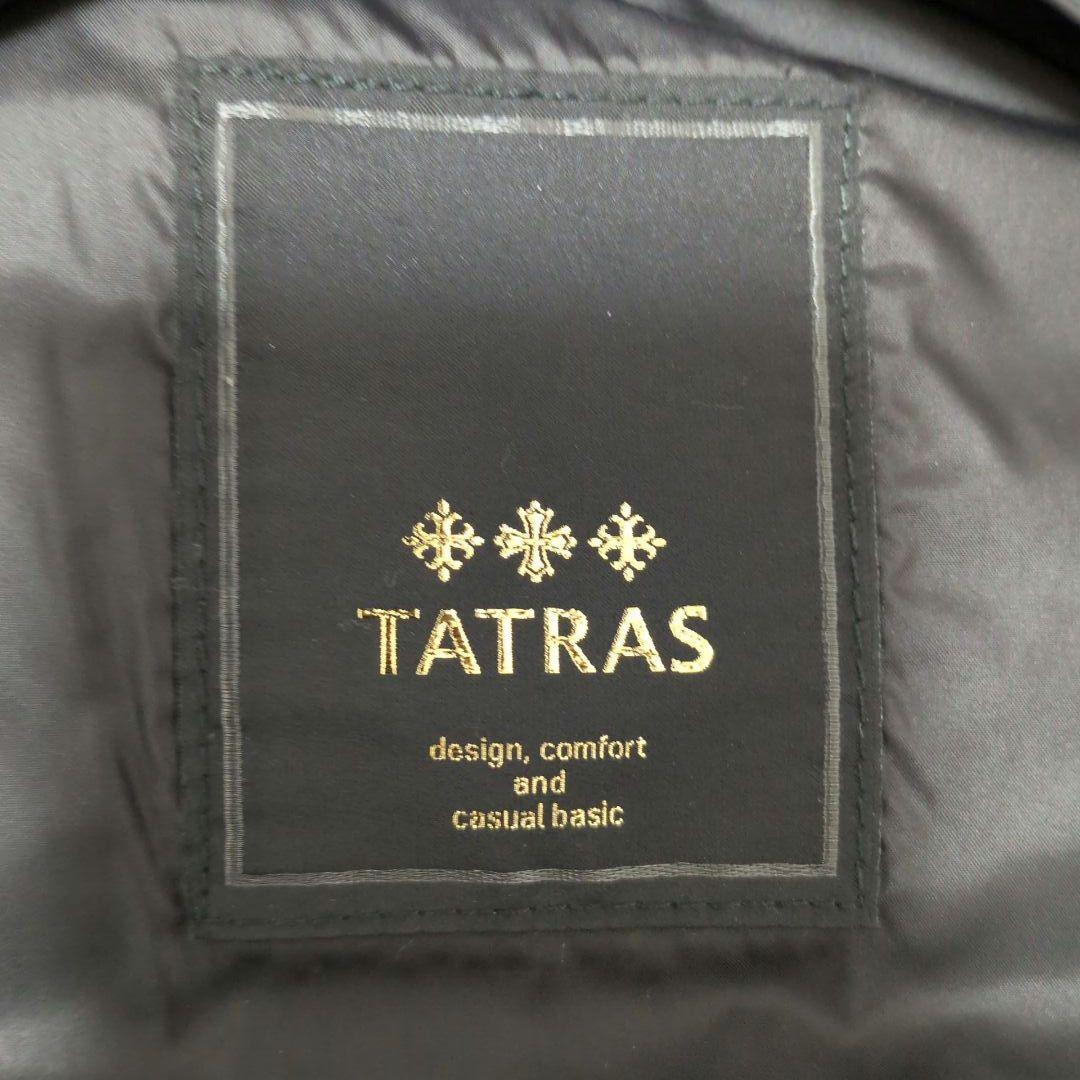 TATRAS
design, comfort
and
casual basic